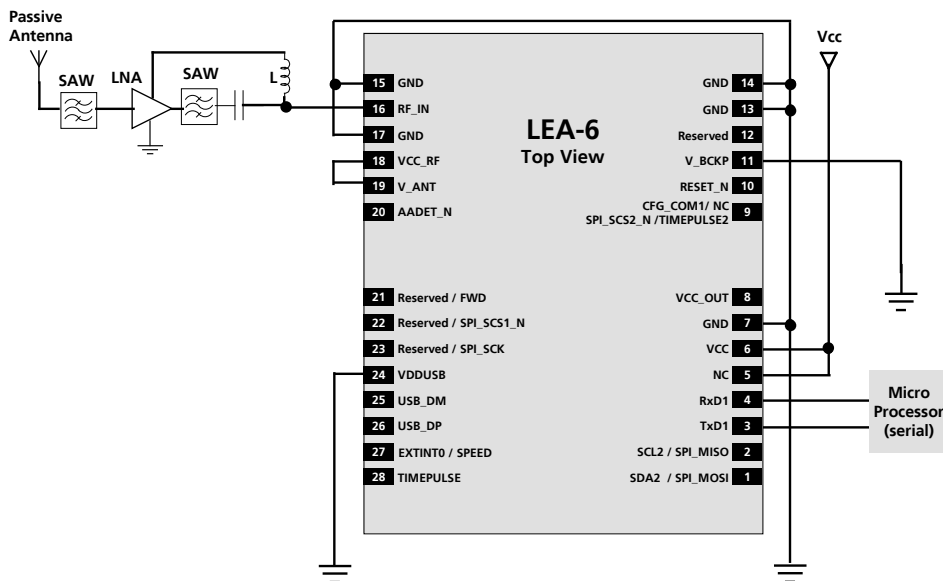 Passive
Antenna
SAW
LNA
SAW
L
Vcc
LEA-6
Top View
15 GND
16 RF_IN
17 GND
18 VCC_RF
19 V_ANT
20 AADET_N
21 Reserved / FWD
22 Reserved / SPI_SCS1_N
23 Reserved / SPI_SCK
24 VDDUSB
25 USB_DM
26 USB_DP
27 EXTINT0 / SPEED
28 TIMEPULSE
GND 14
GND 13
Reserved 12
V_BCKP 11
RESET_N 10
CFG_COM1/ NC
SPI_SCS2_N /TIMEPULSE2 9
VCC_OUT 8
GND 7
VCC 6
NC 5
RxD1 4
TxD1 3
SCL2 / SPI_MISO 2
SDA2 / SPI_MOSI 1
Micro
Processor
(serial)